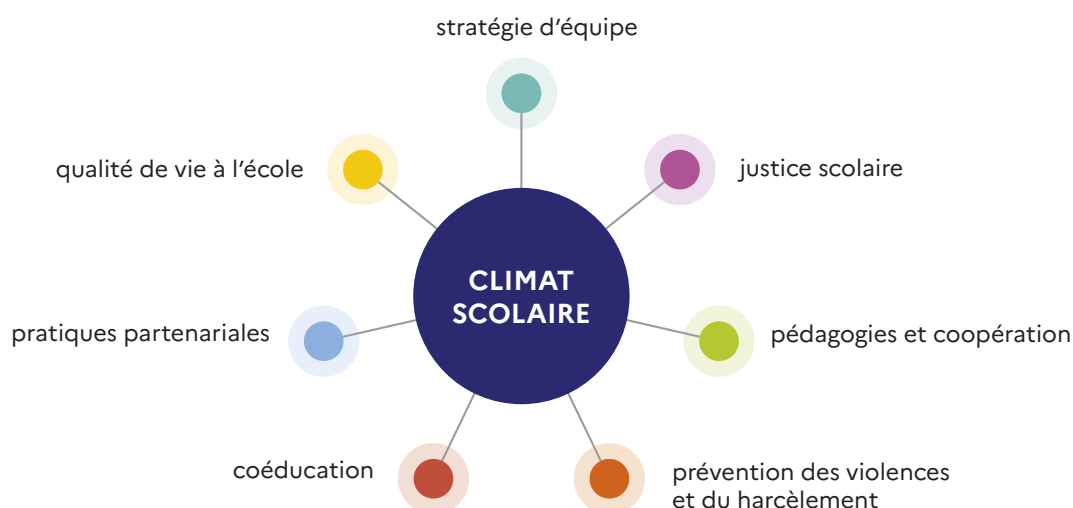 stratégie d'équipe
qualité de vie à l'école
justice scolaire
CLIMAT
SCOLAIRE
pratiques partenariales
pédagogies et coopération
coéducation
prévention des violences
et du harcèlement